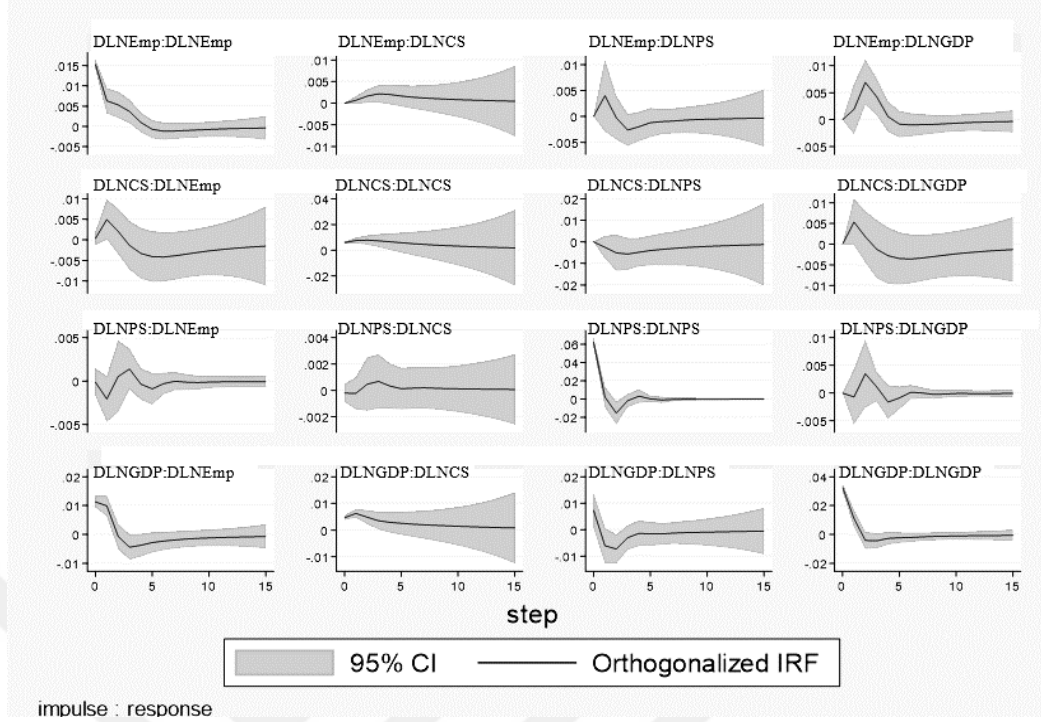 DLNEmp:DLNEmp DLNEmp:DLNCS DLNEmp:DLNPS DLNEmp:DLNGDP
.015 .01 .01 .01
.01 .005 .005 .005
.005 0 0 0
0 -.005 -.005 -.005
-.005 -.01
DLNCS:DLNEmp DLNCS:DLNCS DLNCS:DLNPS DLNCS:DLNGDP
.01 .04 .02 .01
.005 .02 .01 .005
0 0 0 0
-.005 -.02 -.01 -.005
-.01 -.02 -.01
DLNPS:DLNEmp DLNPS:DLNCS DLNPS:DLNPS DLNPS:DLNGDP
.005 .004 .06 .01
0 .002 .04 .005
-.005 0 .02 0
-.002 0 -.005
-.02
DLNGDP:DLNEmp DLNGDP:DLNCS DLNGDP:DLNPS DLNGDP:DLNGDP
.02 .02 .02 .04
.01 .01 .01 .02
0 0 0 0
-.01 -.01 -.01 -.02
0 5 10 15 0 5 10 15 0 5 10 15 0 5 10 15
step
95% CI Orthogonalized IRF
impulse : response